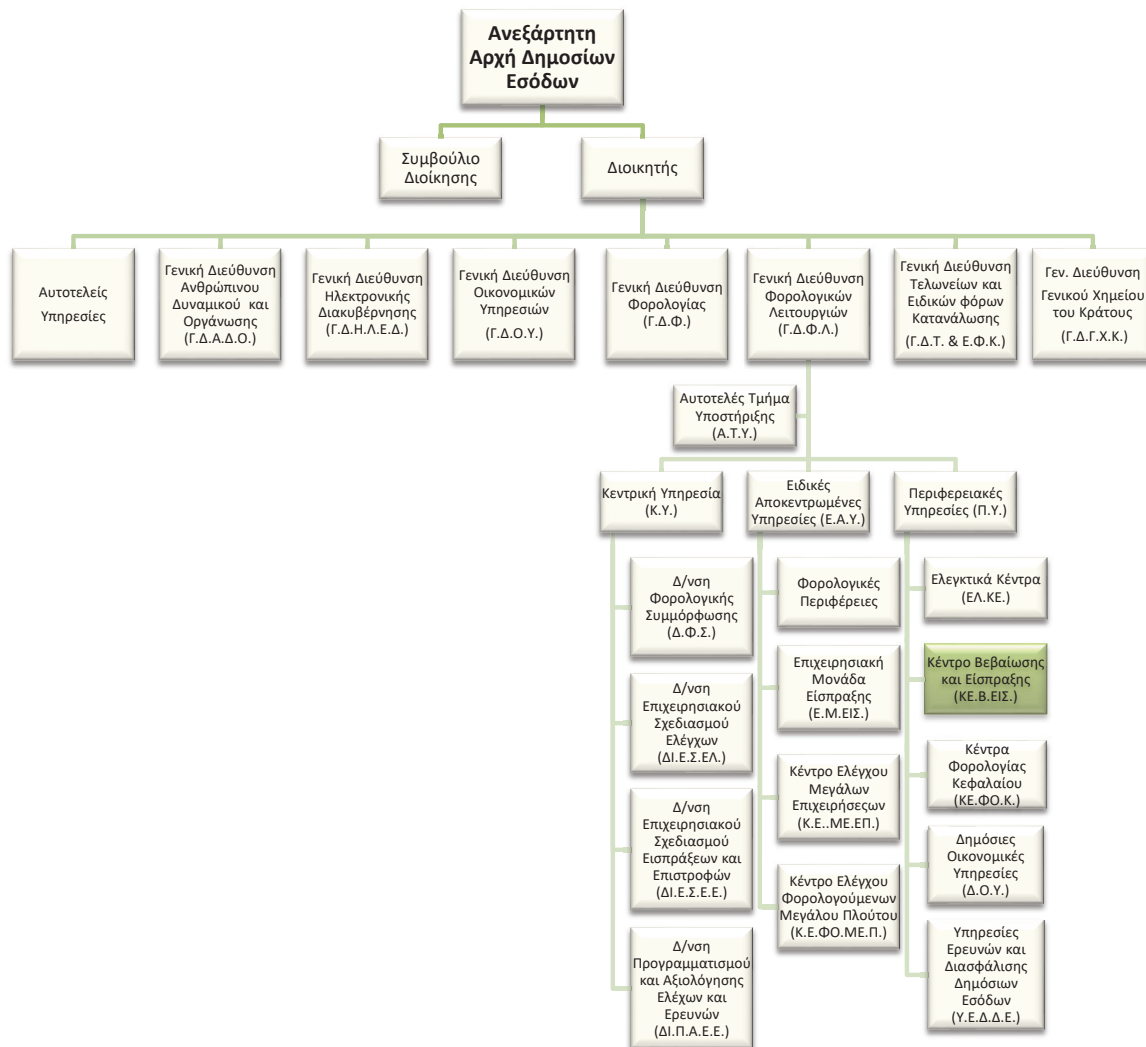 Ανεξάρτητη
Αρχή Δημοσίων
Εσόδων
Συμβούλιο
Διοίκησης
Διοικητής
Αυτοτελείς
Υπηρεσίες
Γενική Διεύθυνση
Ανθρώπινου
Δυναμικού και
Οργάνωσης
(Γ.Δ.Α.Δ.Ο.)
Γενική Διεύθυνση
Ηλεκτρονικής
Διακυβέρνησης
(Γ.Δ.Η.Λ.Ε.Δ.)
Γενική Διεύθυνση
Οικονομικών
Υπηρεσιών
(Γ.Δ.Ο.Υ.)
Γενική Διεύθυνση
Φορολογίας
(Γ.Δ.Φ.)
Γενική Διεύθυνση
Φορολογικών
Λειτουργιών
(Γ.Δ.Φ.Λ.)
Γενική Διεύθυνση
Τελωνείων και
Ειδικών φόρων
Κατανάλωσης
(Γ.Δ.Τ. & Ε.Φ.Κ.)
Γεν. Διεύθυνση
Γενικού Χημείου
του Κράτους
(Γ.Δ.Γ.Χ.Κ.)
Αυτοτελές Τμήμα
Υποστήριξης
(Α.Τ.Υ.)
Κεντρική Υπηρεσία
(Κ.Υ.)
Ειδικές
Αποκεντρωμένες
Υπηρεσίες (Ε.Α.Υ.)
Περιφερειακές
Υπηρεσίες (Π.Υ.)
Δ/νση
Φορολογικής
Συμμόρφωσης
(Δ.Φ.Σ.)
Δ/νση
Επιχειρησιακού
Σχεδιασμού
Ελέγχων
(ΔΙ.Ε.Σ.ΕΛ.)
Δ/νση
Επιχειρησιακού
Σχεδιασμού
Εισπράξεων και
Επιστροφών
(ΔΙ.Ε.Σ.Ε.Ε.)
Δ/νση
Προγραμματισμού
και Αξιολόγησης
Ελέχων και
Ερευνών
(ΔΙ.Π.Α.Ε.Ε.)
Φορολογικές
Περιφέρειες
Επιχειρησιακή
Μονάδα
Είσπραξης
(Ε.Μ.ΕΙΣ.)
Κέντρο Ελέγχου
Μεγάλων
Επιχειρήσεςων
(Κ.Ε..ΜΕ.ΕΠ.)
Κέντρο Ελέγχου
Φορολογούμενων
Μεγάλου Πλούτου
(Κ.Ε.ΦΟ.ΜΕ.Π.)
Ελεγκτικά Κέντρα
(ΕΛ.ΚΕ.)
Κέντρο Βεβαίωσης
και Είσπραξης
(ΚΕ.Β.ΕΙΣ.)
Κέντρα
Φορολογίας
Κεφαλαίου
(ΚΕ.ΦΟ.Κ.)
Δημόσιες
Οικονομικές
Υπηρεσίες
(Δ.Ο.Υ.)
Υπηρεσίες
Ερευνών και
Διασφάλισης
Δημόσιων
Εσόδων
(Υ.Ε.Δ.Δ.Ε.)